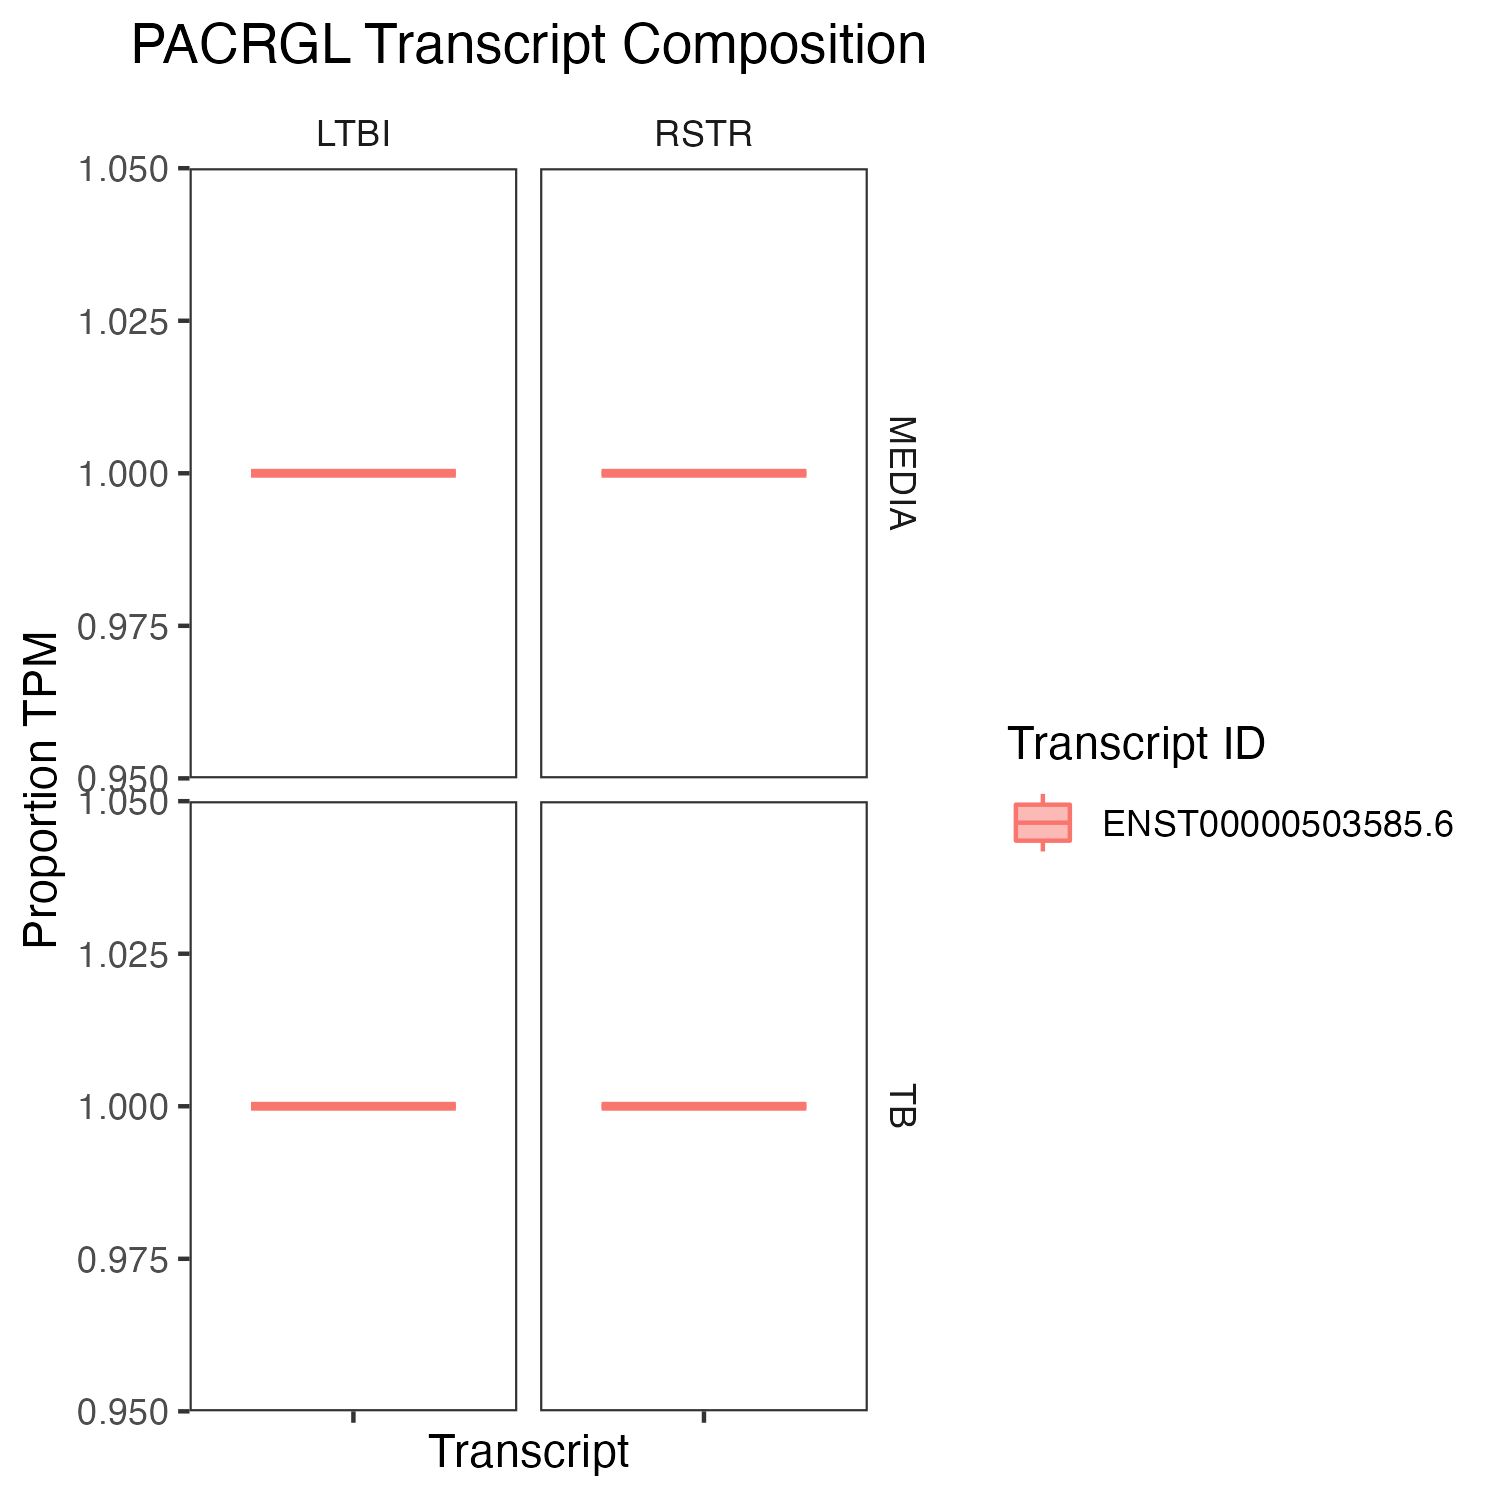 PACRGL Transcript Composition
LTBI
RSTR
1.050
1.025
1.000
0.975
0.950
MEDIA
1.050
1.025
1.000
0.975
0.950
TB
Proportion TPM
Transcript
Transcript ID
ENST00000503585.6